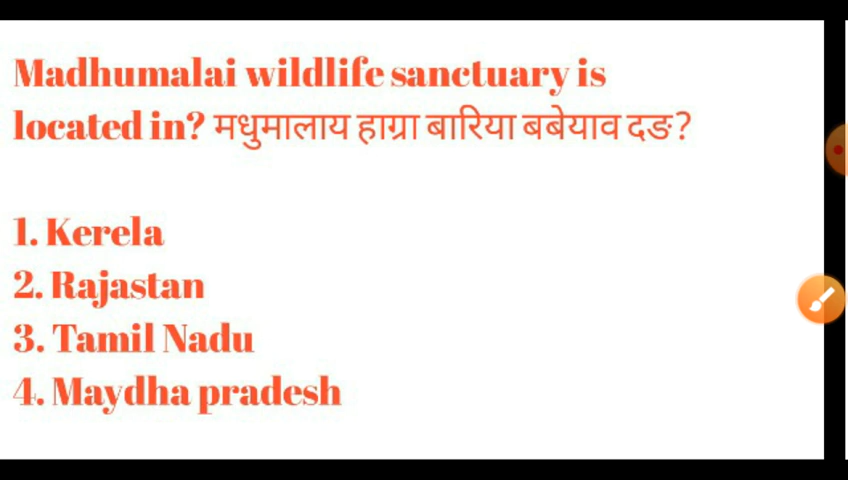 Madhumalai wildlife sanctuary is
located in? मधुमालाय हाग्रा बारिया बबेयाव दङ?
1. Kerela
2. Rajastan
3. Tamil Nadu
4. Maydha pradesh